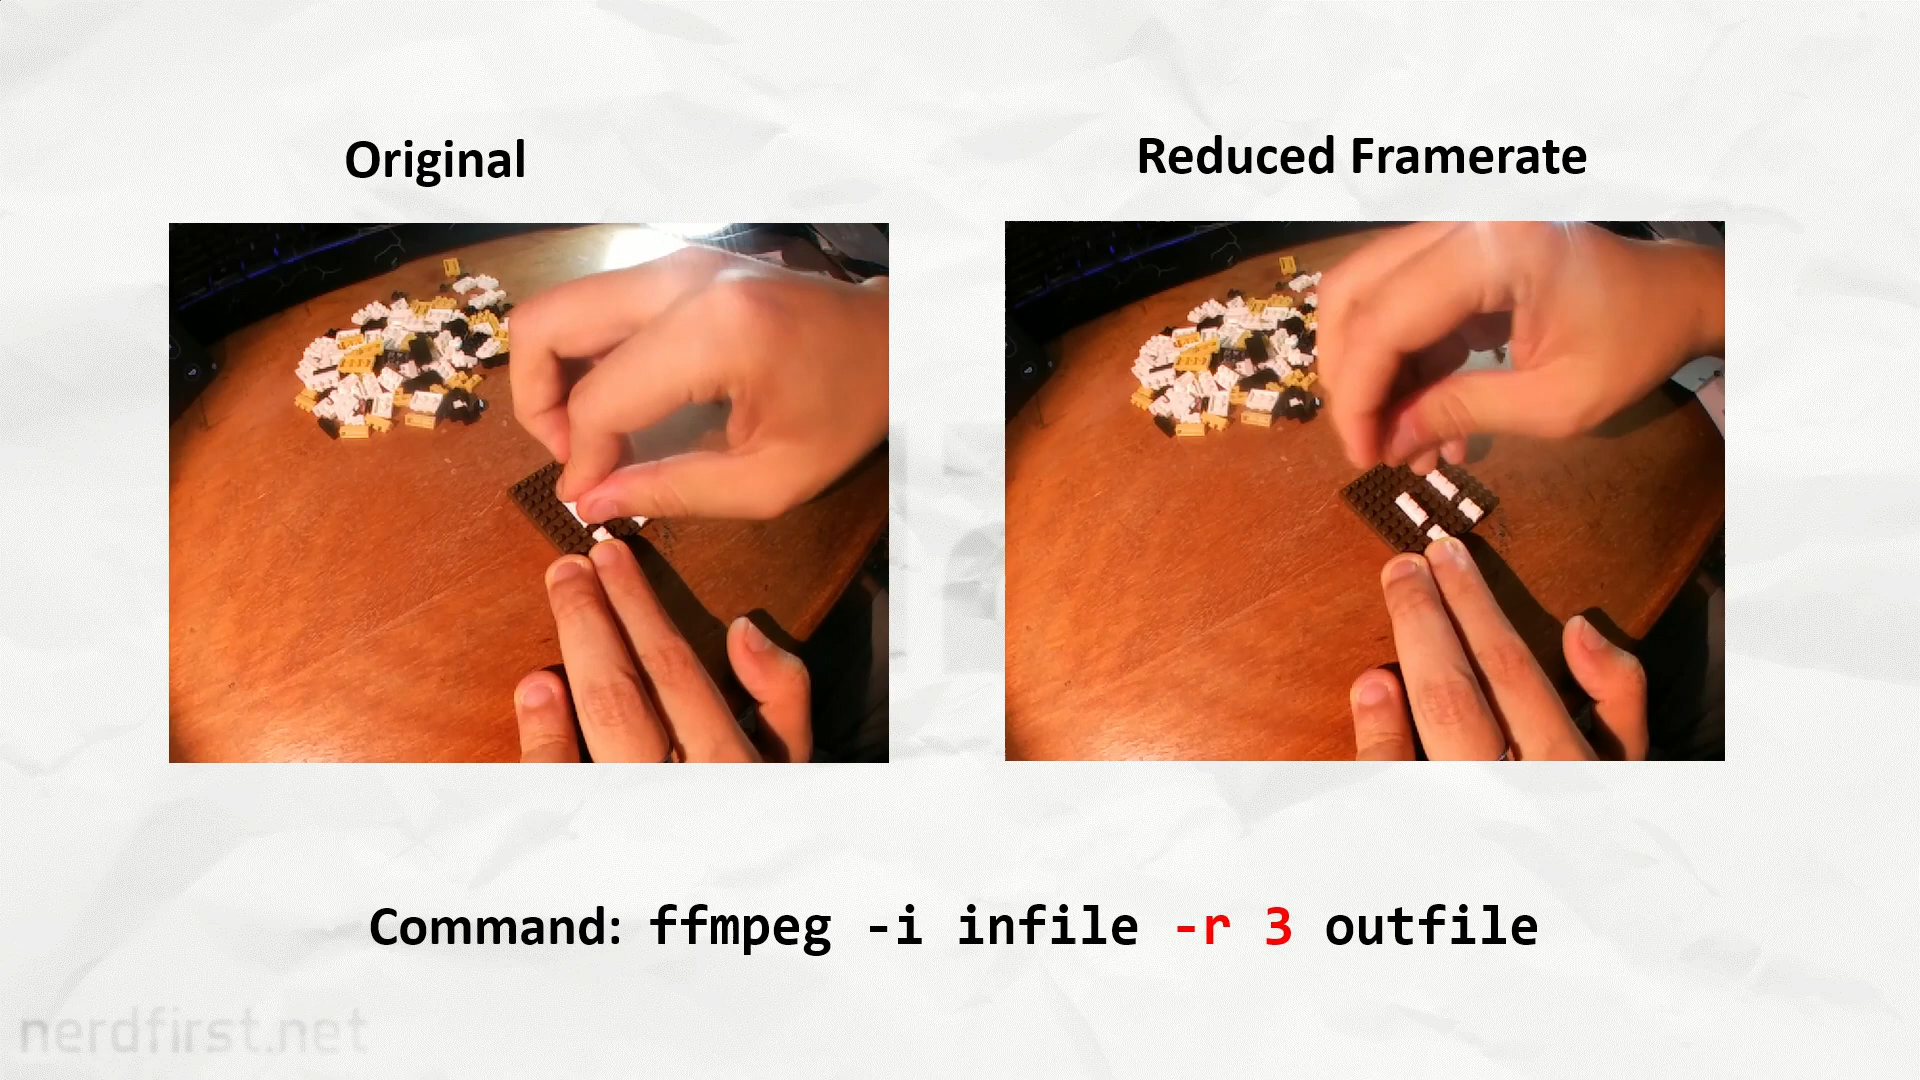 Original
Reduced Framerate
Command: ffmpeg -i infile -r 3 outfile
nerdfirst.net